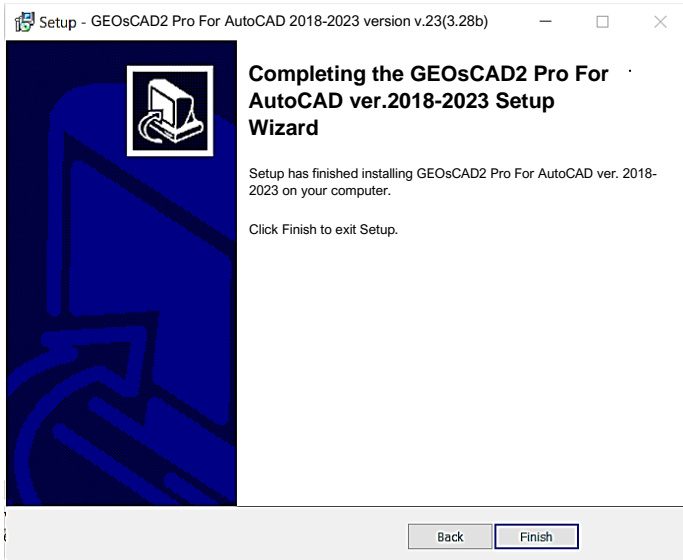 Setup - GEOsCAD2 Pro For AutoCAD 2018-2023 version v.23(3.28b)
Completing the GEOsCAD2 Pro For
AutoCAD ver.2018-2023 Setup
Wizard
Setup has finished installing GEOsCAD2 Pro For AutoCAD ver. 2018-
2023 on your computer.
Click Finish to exit Setup.
Back
Finish